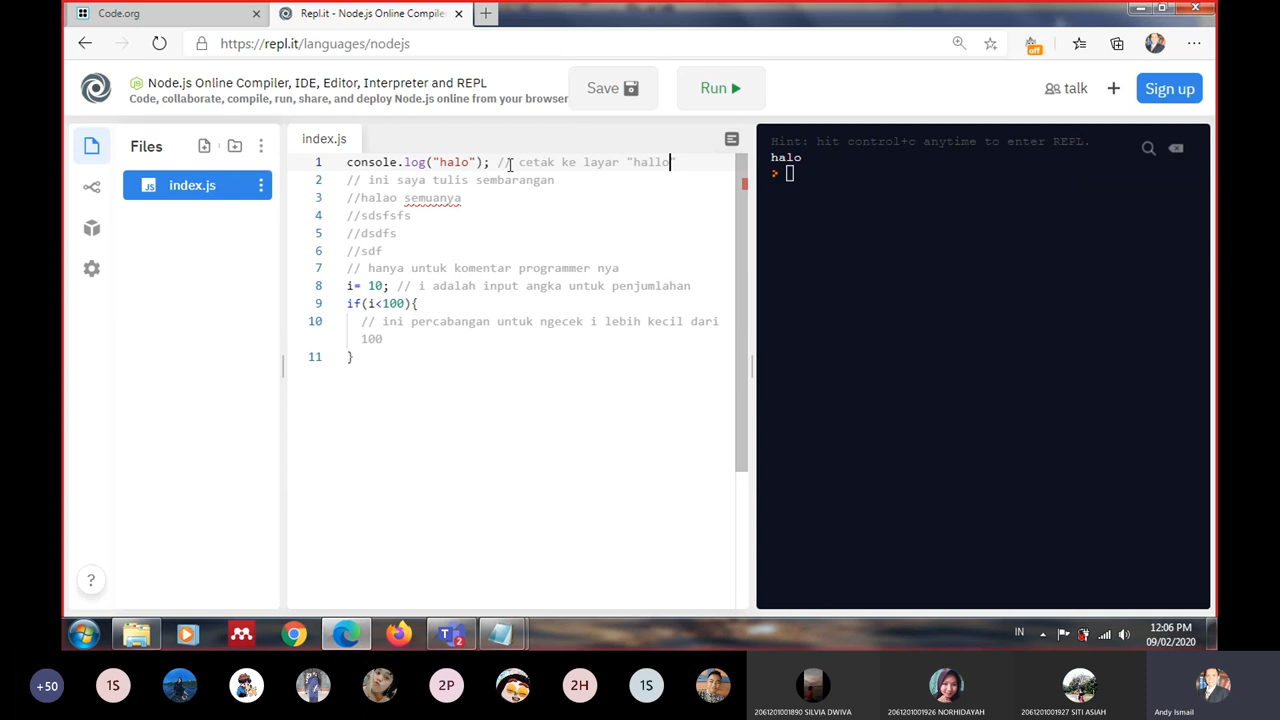 Code.org
Repl.it - Node.js Online Compile
https://repl.it/languages/nodejs
off
Node.js Online Compiler, IDE, Editor, Interpreter and REPL
Code, collaborate, compile, run, share, and deploy Node.js online from your browser
Save
Run
talk
Sign up
Files
index.js
index.js
1 console.log("halo"); // cetak ke layar "hallo"
2 // ini saya tulis sembarangan
3 //halao semuanya
4 //sdsfsfs
5 //dsdfs
6 //sdf
7 // hanya untuk komentar programmer nya
8 i= 10; // i adalah input angka untuk penjumlahan
9 if(i<100){
10 // ini percabangan untuk ngecek i lebih kecil dari
100
11 }
Hint: hit control+c anytime to enter REPL.
halo
>
?
2
IN
12:06 PM
09/02/2020
+50
1S
2P
2H
1S
2061201001890 SILVIA DWIVA
2061201001926 NORHIDAYAH
2061201001927 SITI ASIAH
Andy Ismail